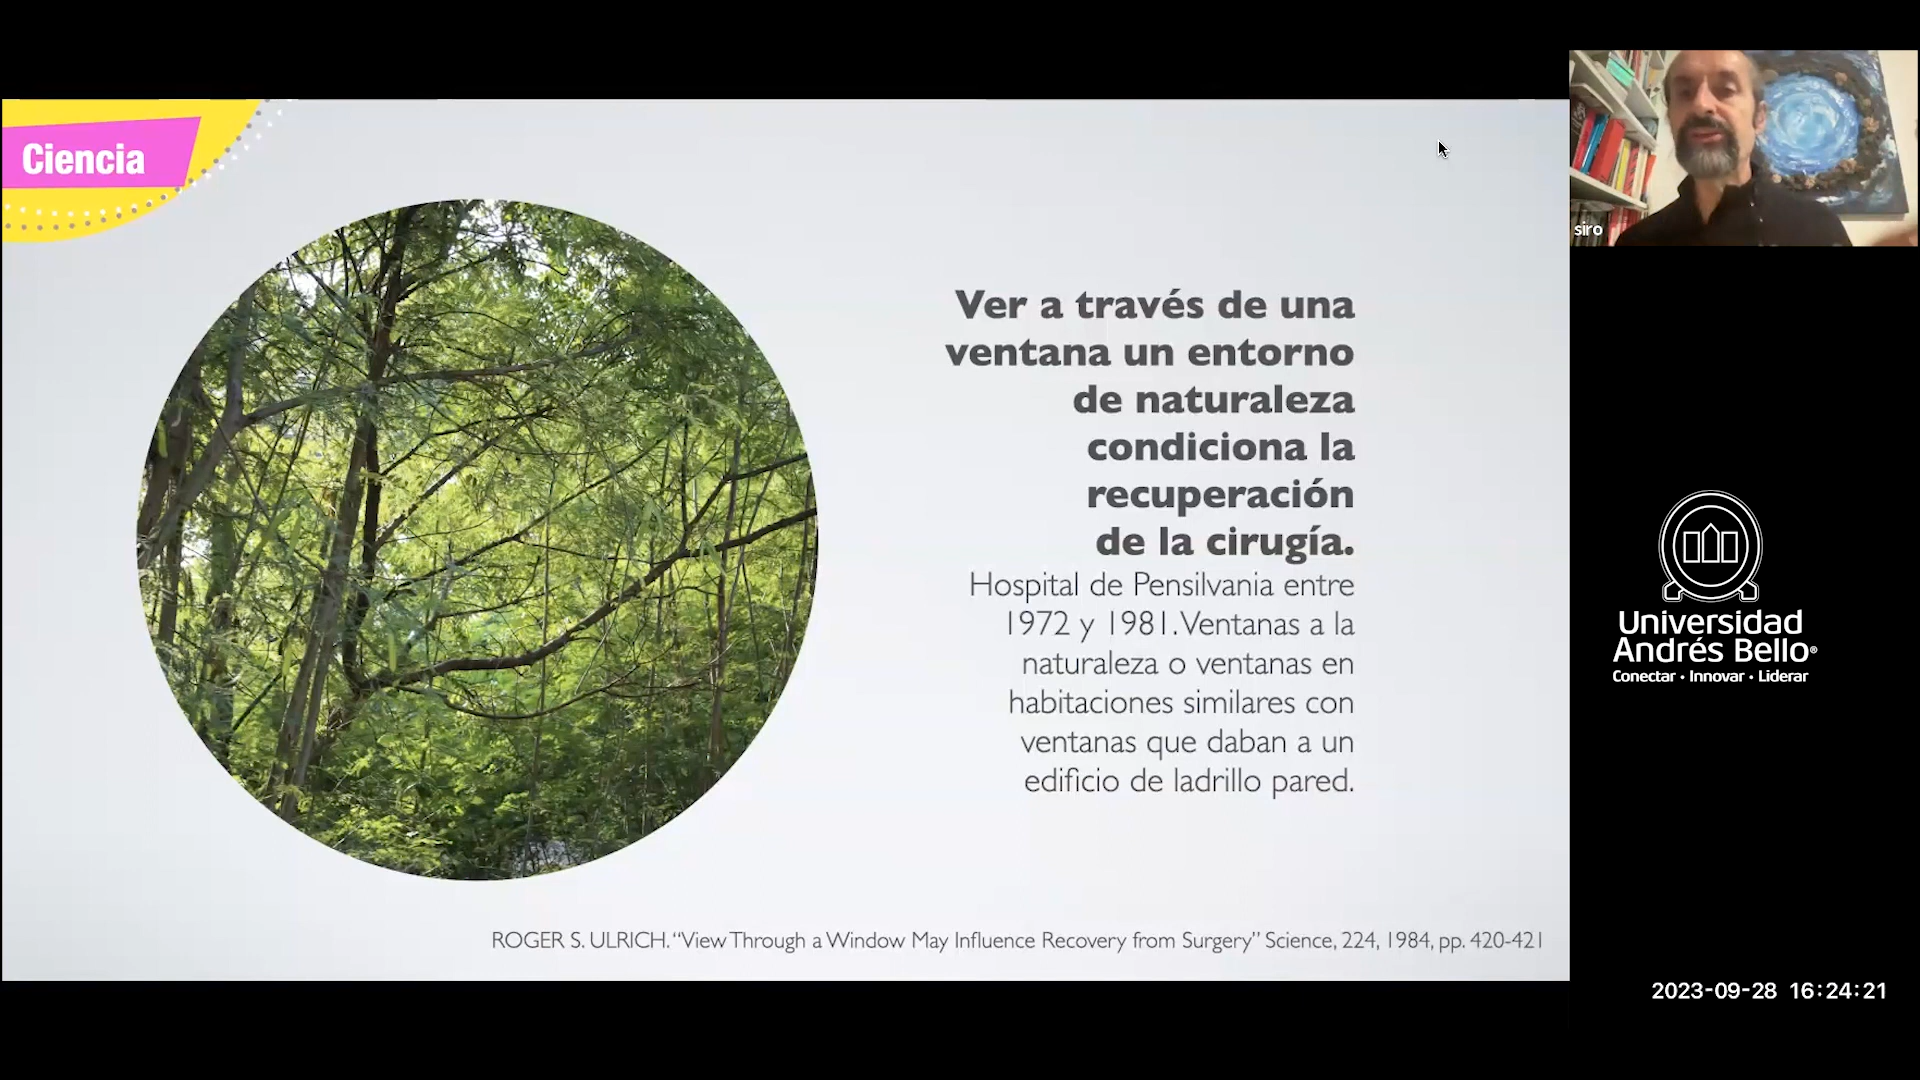 Ciencia
Ver a través de una
ventana un entorno
de naturaleza
condiciona la
recuperación
de la cirugía.
Hospital de Pensilvania entre
1972 y 1981. Ventanas a la
naturaleza o ventanas en
habitaciones similares con
ventanas que daban a un
edificio de ladrillo pared.
ROGER S. ULRICH. “View Through a Window May Influence Recovery from Surgery” Science, 224, 1984, pp. 420-421
siro
Universidad
Andrés Bello®
Conectar • Innovar • Liderar
2023-09-28 16:24:21